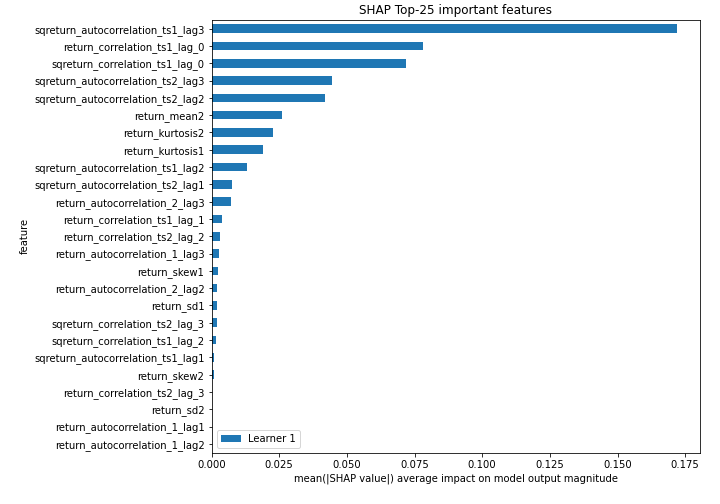 SHAP Top-25 important features
sqreturn_autocorrelation_ts1_lag3
return_correlation_ts1_lag_0
sqreturn_correlation_ts1_lag_0
sqreturn_autocorrelation_ts2_lag3
sqreturn_autocorrelation_ts2_lag2
return_mean2
return_kurtosis2
return_kurtosis1
sqreturn_autocorrelation_ts1_lag2
sqreturn_autocorrelation_ts2_lag1
return_autocorrelation_2_lag3
return_correlation_ts1_lag_1
return_correlation_ts2_lag_2
return_autocorrelation_1_lag3
return_skew1
return_autocorrelation_2_lag2
return_sd1
sqreturn_correlation_ts2_lag_3
sqreturn_correlation_ts1_lag_2
sqreturn_autocorrelation_ts1_lag1
return_skew2
return_correlation_ts2_lag_3
return_sd2
return_autocorrelation_1_lag1
return_autocorrelation_1_lag2
feature
Learner 1
0.000 0.025 0.050 0.075 0.100 0.125 0.150 0.175
mean(|SHAP value|) average impact on model output magnitude